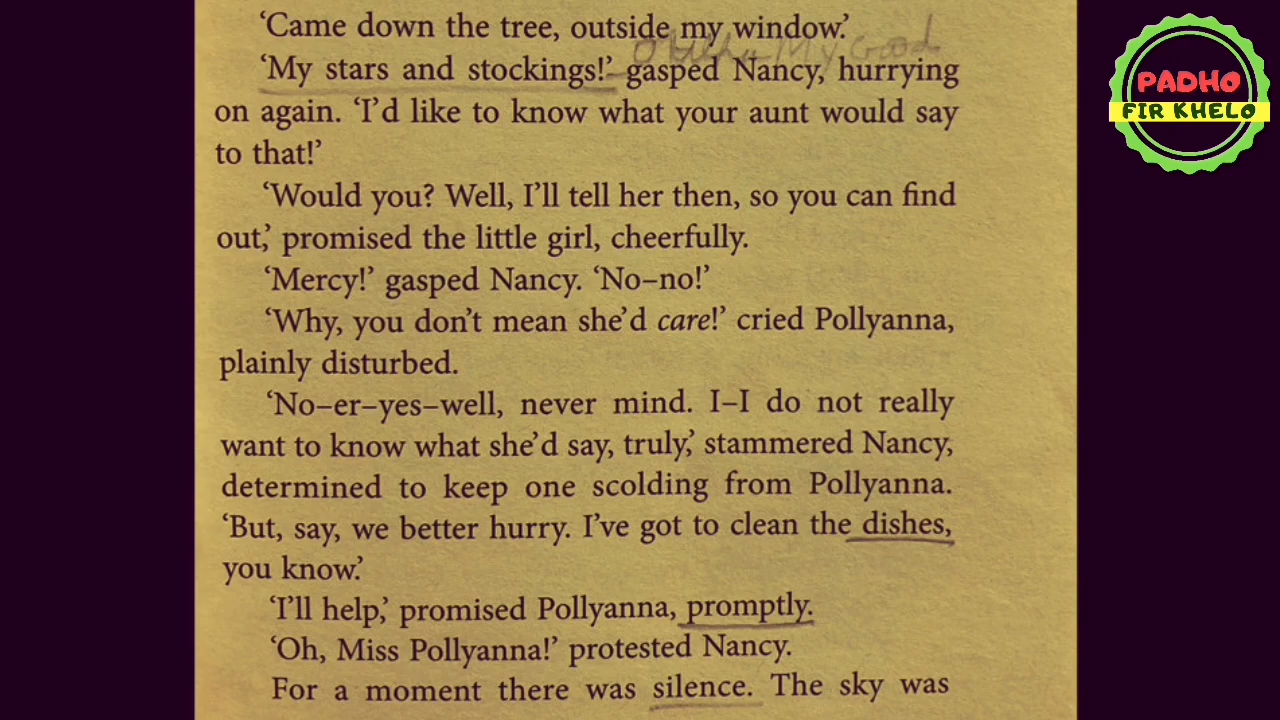 ‘Came down the tree, outside my window.’
My God
‘My stars and stockings!’ gasped Nancy, hurrying
on again. ‘I’d like to know what your aunt would say
to that!’
‘Would you? Well, I’ll tell her then, so you can find
out,’ promised the little girl, cheerfully.
‘Mercy!’ gasped Nancy. ‘No–no!’
‘Why, you don’t mean she’d care!’ cried Pollyanna,
plainly disturbed.
‘No–er–yes–well, never mind. I–I do not really
want to know what she’d say, truly,’ stammered Nancy,
determined to keep one scolding from Pollyanna.
‘But, say, we better hurry. I’ve got to clean the dishes,
you know.’
‘I’ll help,’ promised Pollyanna, promptly.
‘Oh, Miss Pollyanna!’ protested Nancy.
For a moment there was silence. The sky was
PADHO
FIR KHELO